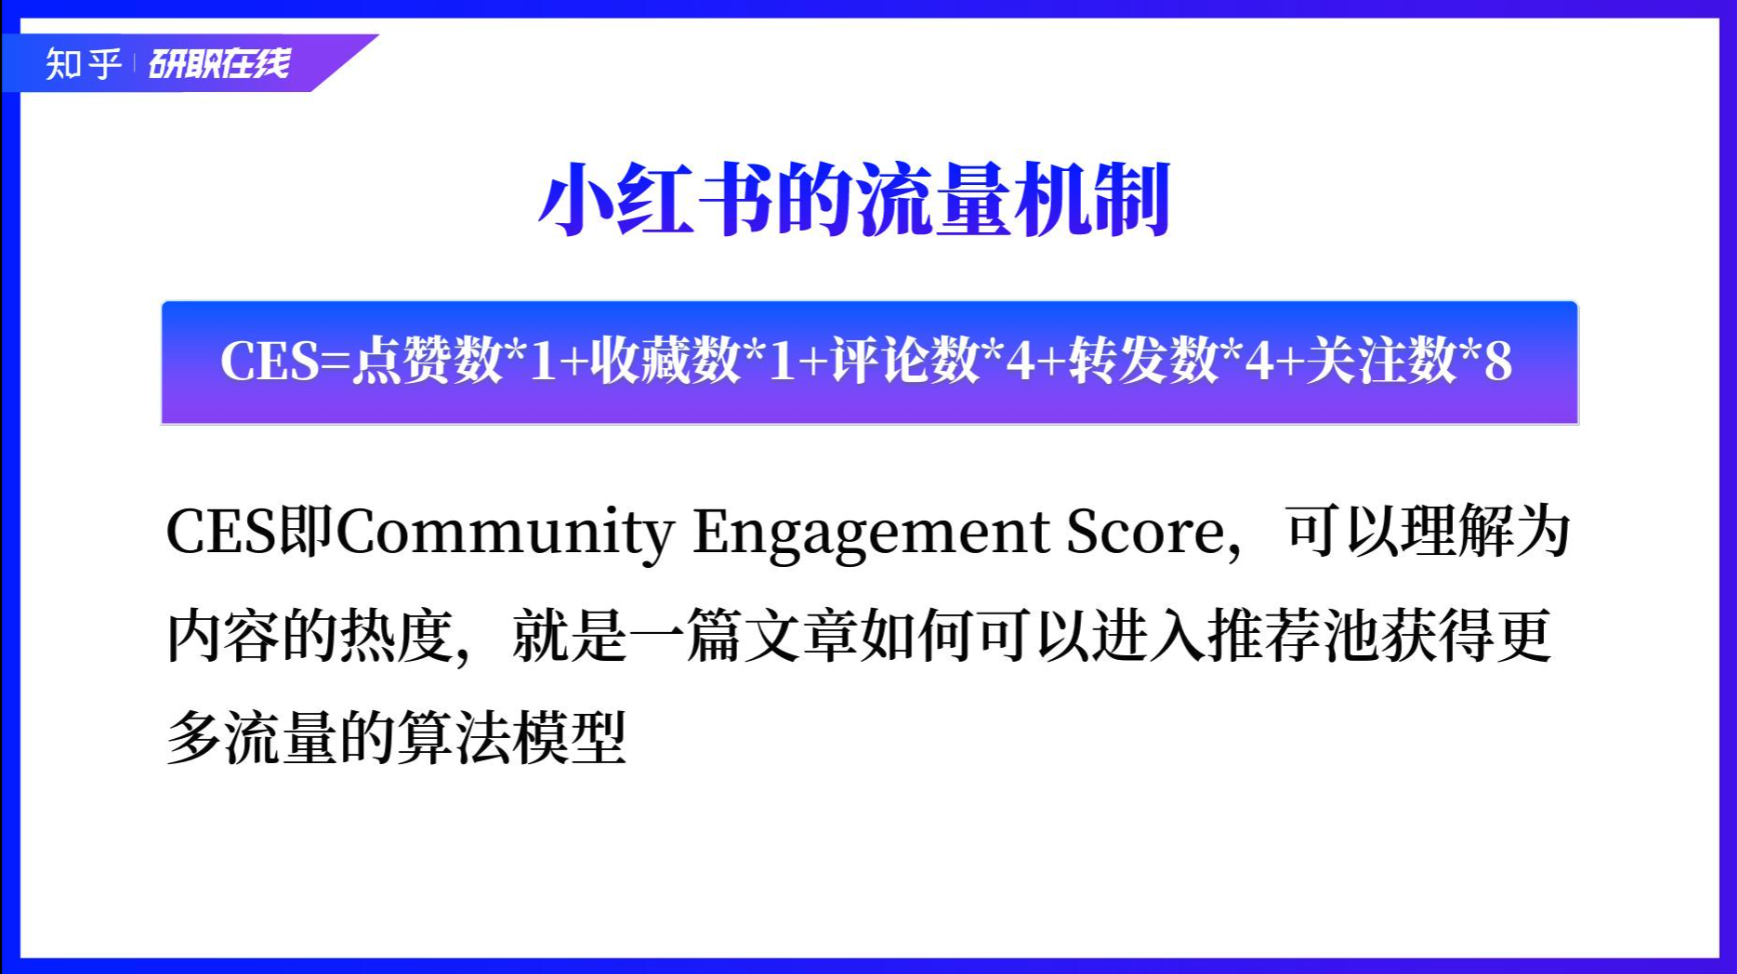 知乎 | 研职在线
小红书的流量机制
CES=点赞数*1+收藏数*1+评论数*4+转发数*4+关注数*8
CES即Community Engagement Score，可以理解为
内容的热度，就是一篇文章如何可以进入推荐池获得更
多流量的算法模型